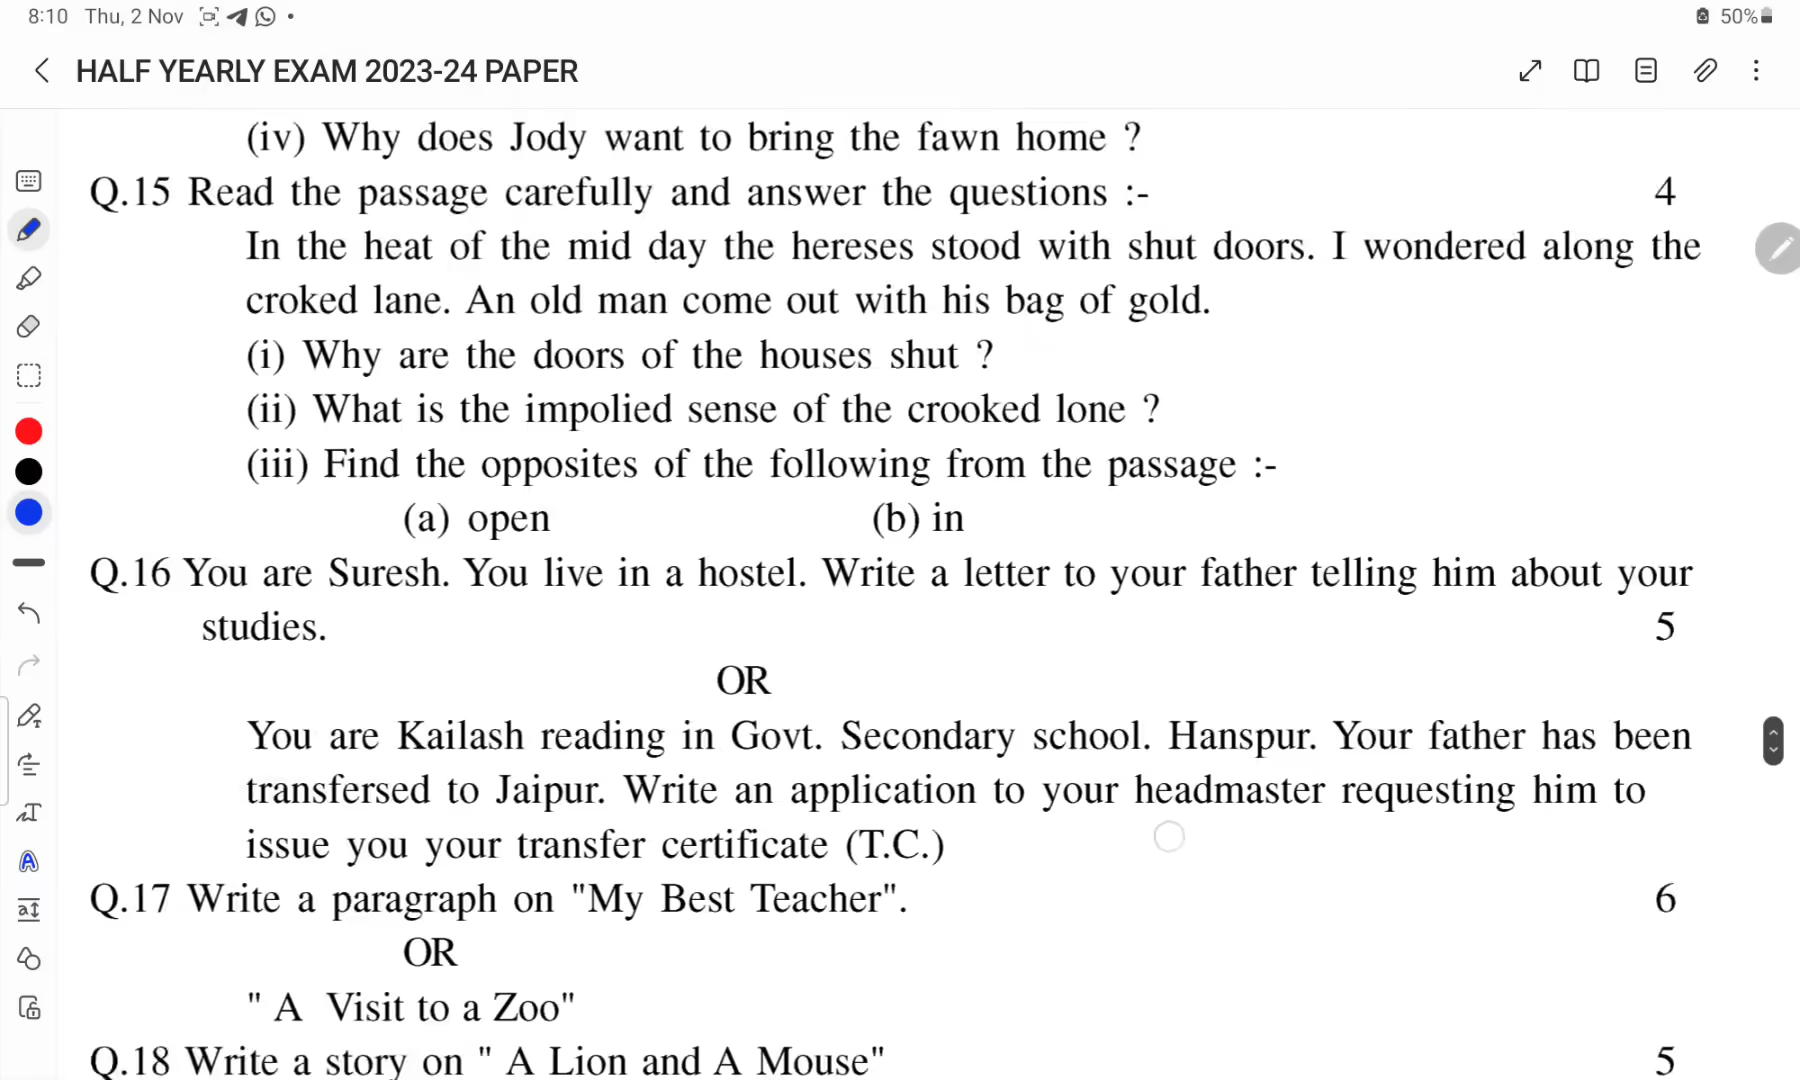 8:10 Thu, 2 Nov 50%
HALF YEARLY EXAM 2023-24 PAPER
(iv) Why does Jody want to bring the fawn home ?
Q.15 Read the passage carefully and answer the questions :- 4
In the heat of the mid day the hereses stood with shut doors. I wondered along the
croked lane. An old man come out with his bag of gold.
(i) Why are the doors of the houses shut ?
(ii) What is the impolied sense of the crooked lone ?
(iii) Find the opposites of the following from the passage :-
(a) open (b) in
Q.16 You are Suresh. You live in a hostel. Write a letter to your father telling him about your
studies. 5
OR
You are Kailash reading in Govt. Secondary school. Hanspur. Your father has been
transfersed to Jaipur. Write an application to your headmaster requesting him to
issue you your transfer certificate (T.C.)
Q.17 Write a paragraph on "My Best Teacher". 6
OR
" A Visit to a Zoo"
Q.18 Write a story on " A Lion and A Mouse" 5